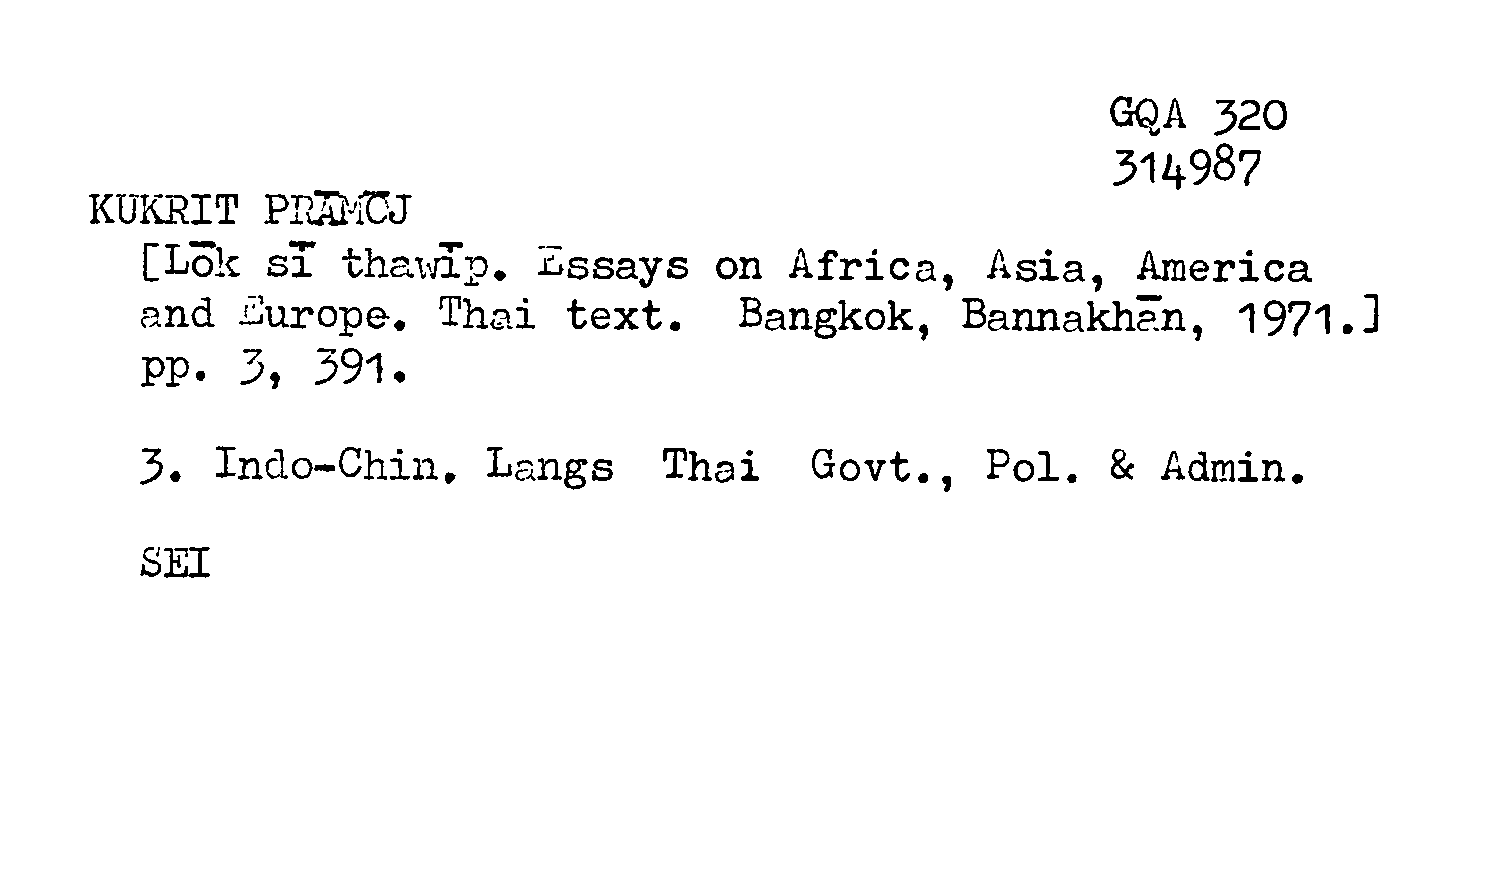 GQA 320
314987
KUKRIT PRĀMŌJ
[Lōk sī thawīp. Essays on Africa, Asia, America
and Europe. Thai text. Bangkok, Bannakhān, 1971.]
pp. 3, 391.
3. Indo-Chin. Langs Thai Govt., Pol. & Admin.
SEI